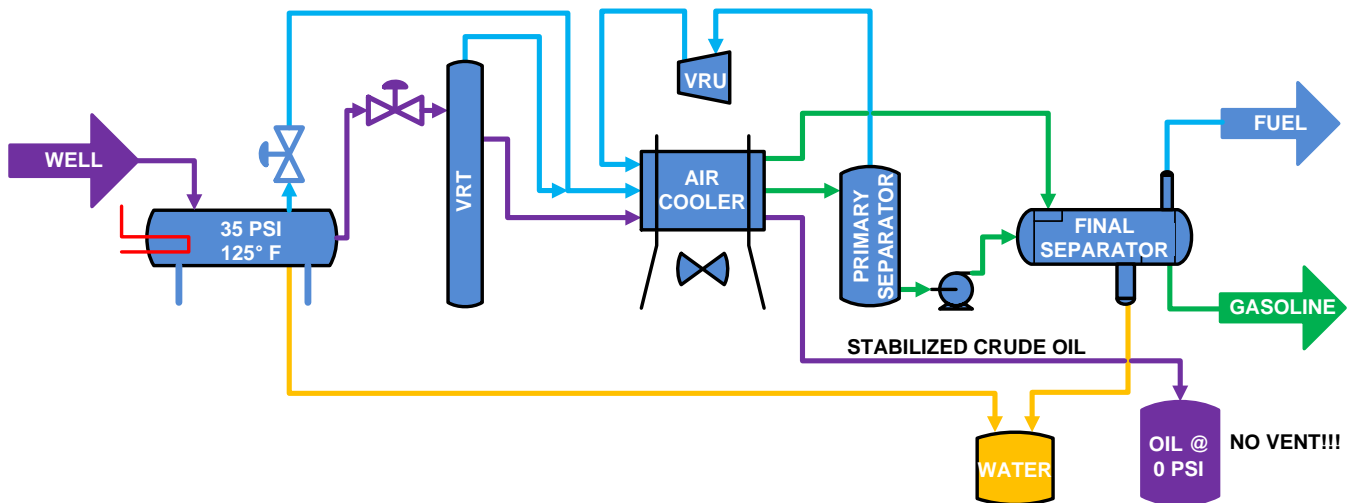 WELL
35 PSI
125° F
VRT
VRU
AIR
COOLER
PRIMARY
SEPARATOR
FINAL
SEPARATOR
FUEL
GASOLINE
STABILIZED CRUDE OIL
WATER
OIL @
0 PSI
NO VENT!!!